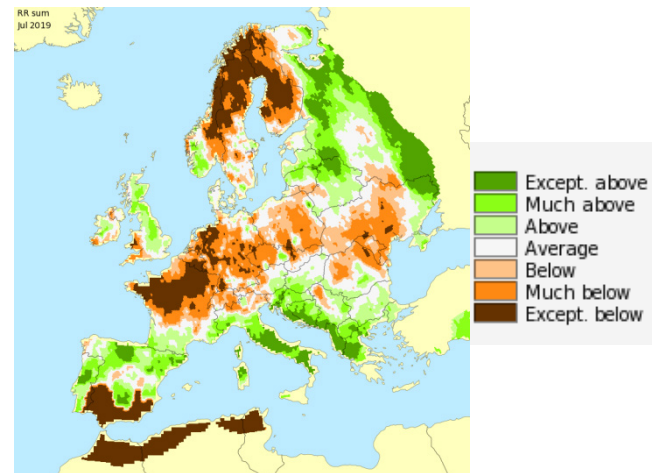 RR sum
Jul 2019
Except. above
Much above
Above
Average
Below
Much below
Except. below